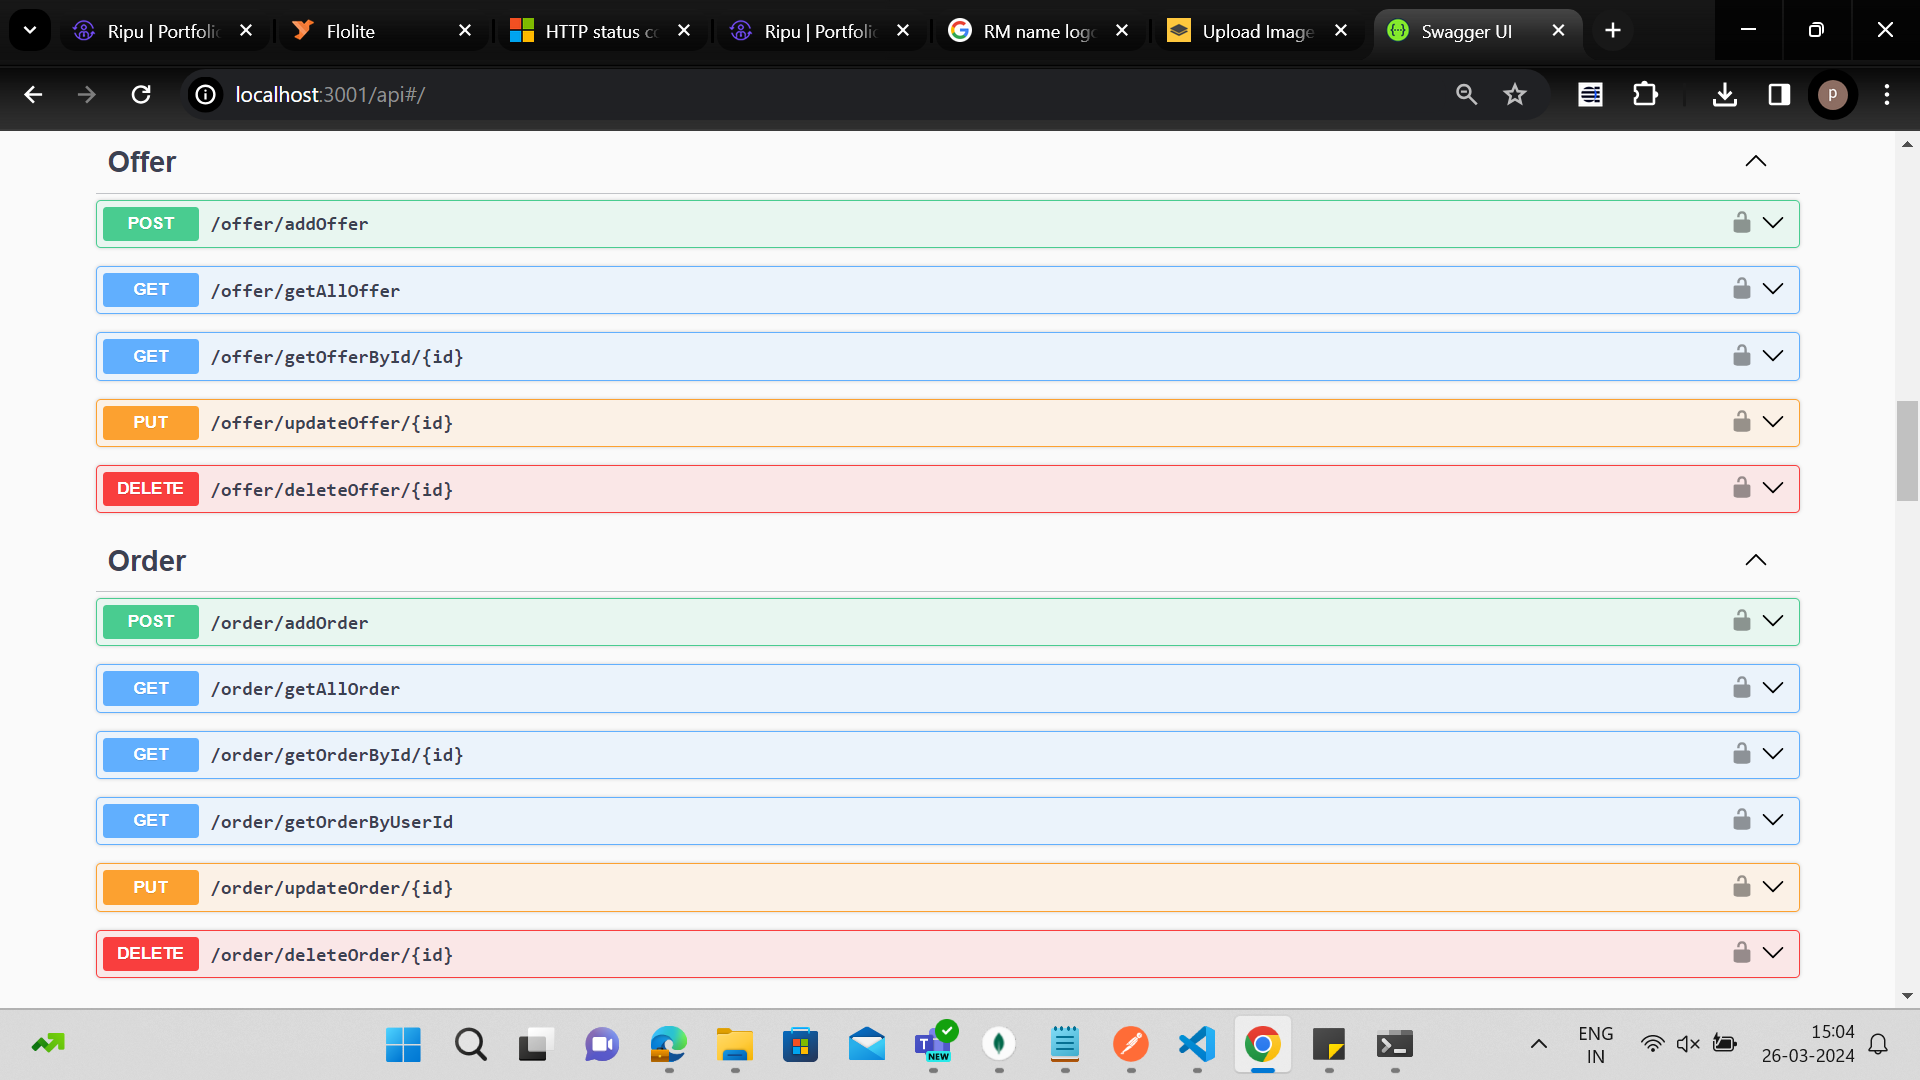 Ripu | Portfolio
Flolite
HTTP status co
Ripu | Portfolio
RM name logo
Upload Image
Swagger UI
localhost:3001/api#/
p
Offer
POST /offer/addOffer
GET /offer/getAllOffer
GET /offer/getOfferById/{id}
PUT /offer/updateOffer/{id}
DELETE /offer/deleteOffer/{id}
Order
POST /order/addOrder
GET /order/getAllOrder
GET /order/getOrderById/{id}
GET /order/getOrderByUserId
PUT /order/updateOrder/{id}
DELETE /order/deleteOrder/{id}
T
NEW
ENG
IN
15:04
26-03-2024